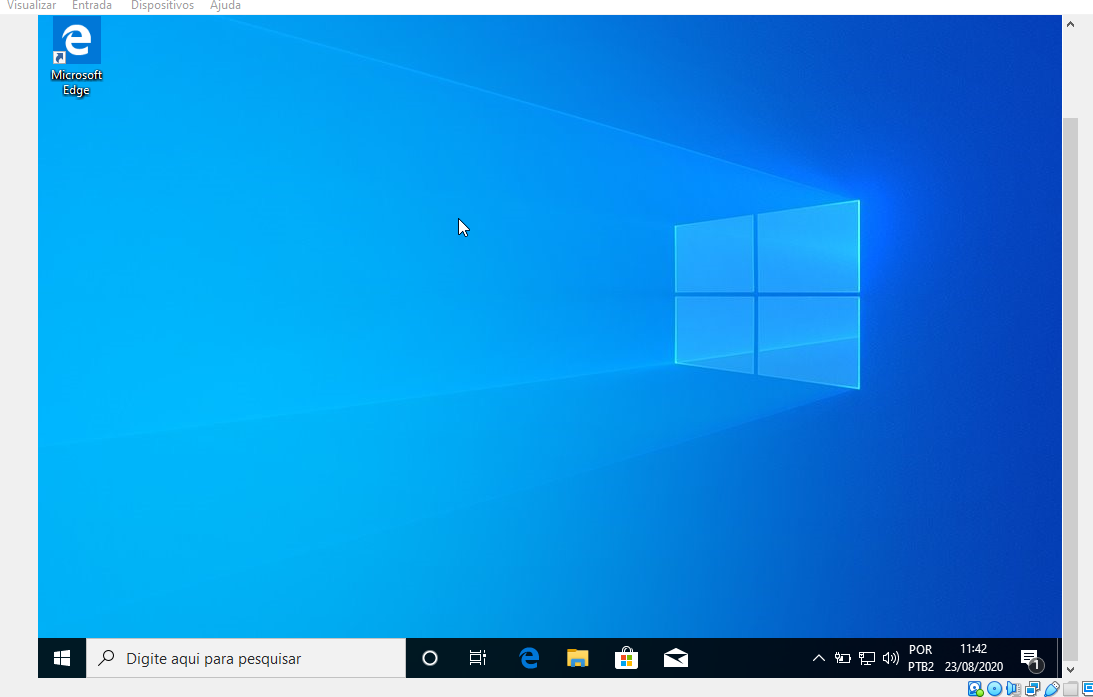 Visualizar Entrada Dispositivos Ajuda
Microsoft
Edge
Digite aqui para pesquisar
POR
PTB2
11:42
23/08/2020
1